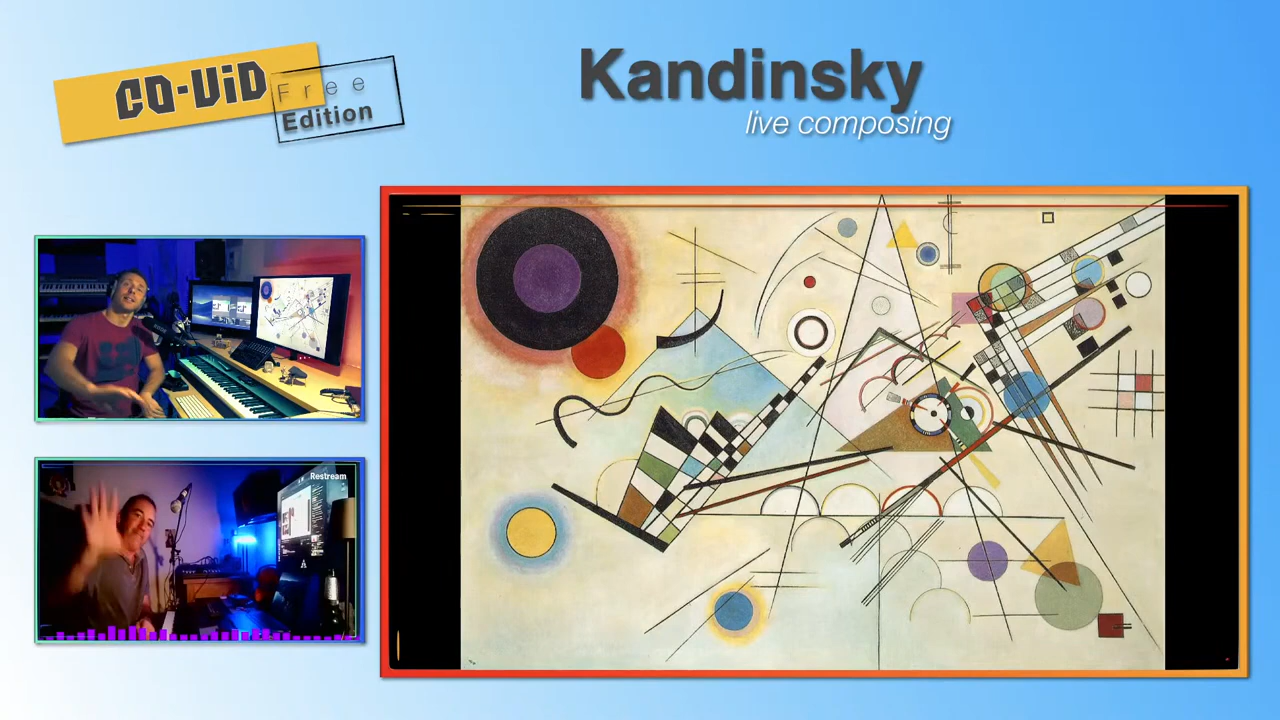 CO-ViD
Free
Edition
Kandinsky
live composing
Restream